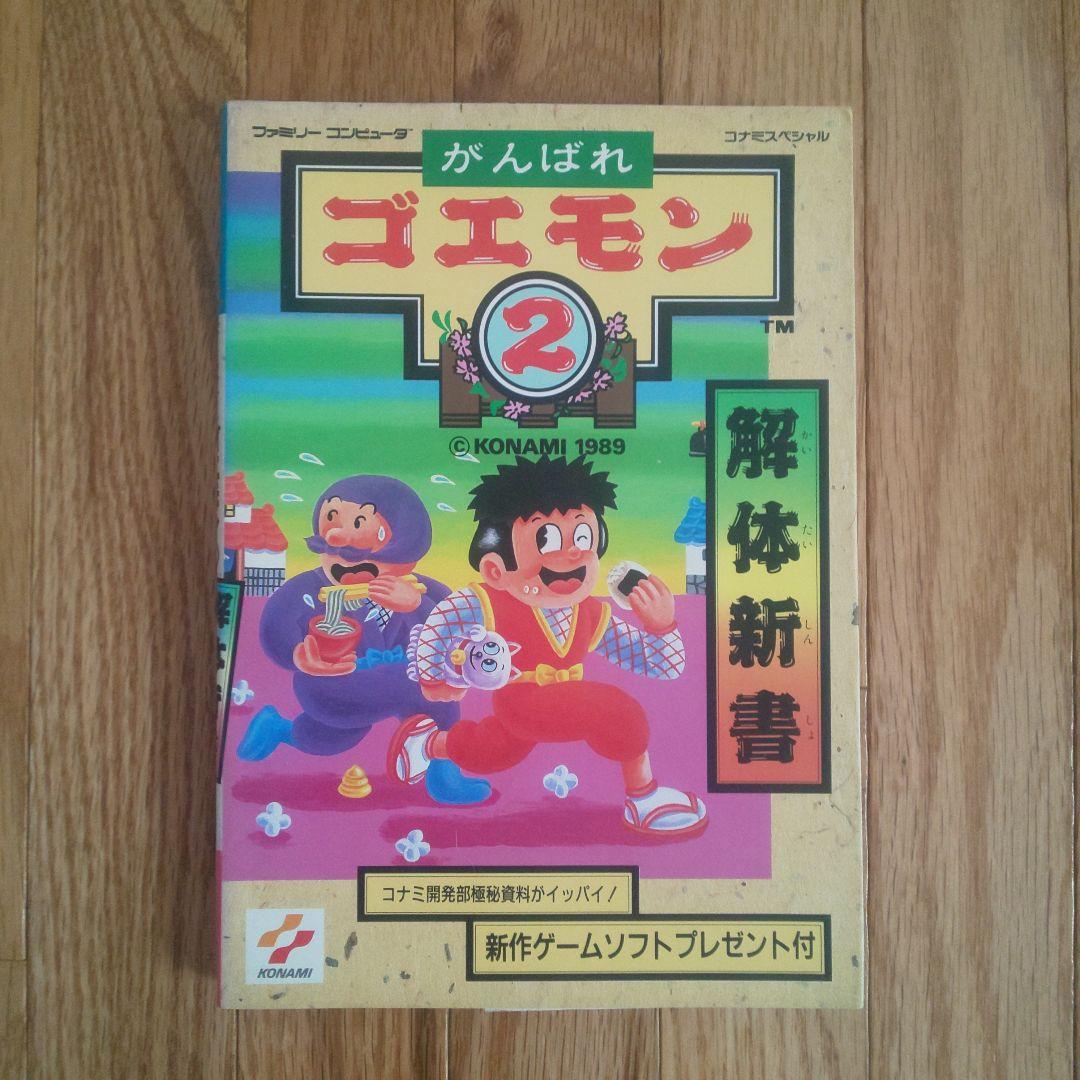 ファミリー コンピュータ™
コナミスペシャル
がんばれ
ゴエモン
2
TM
© KONAMI 1989
解体新書
かい
たい
しん
しょ
コナミ開発部極秘資料がイッパイ!
新作ゲームソフトプレゼント付
KONAMI